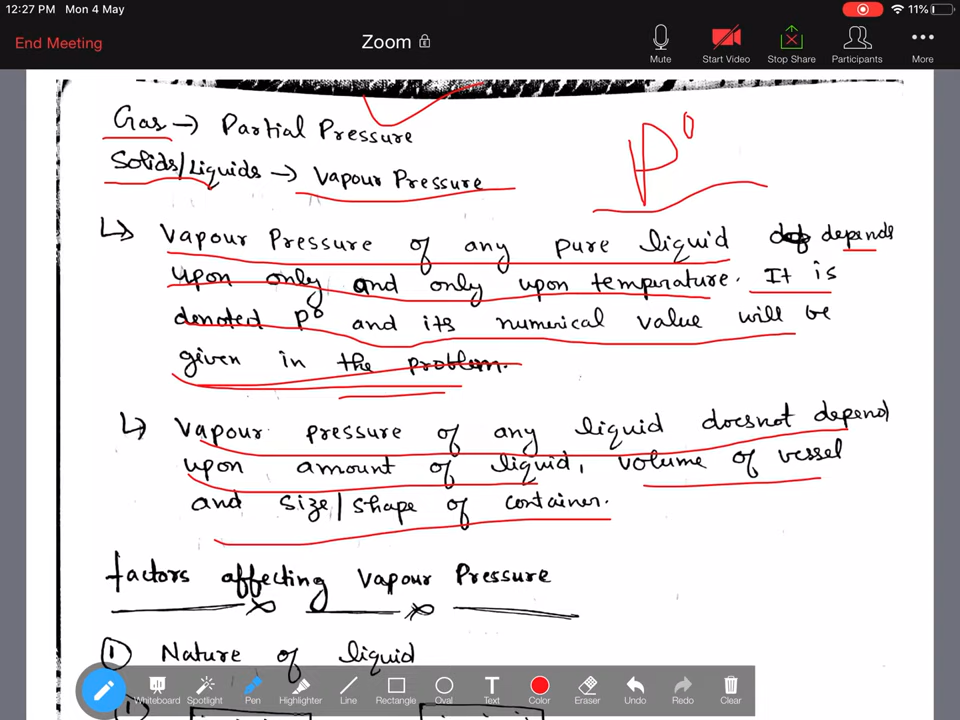 12:27 PM Mon 4 May
11%
End Meeting
Zoom
Mute
Start Video
Stop Share
Participants
More
Gas → Partial Pressure
P⁰
Solids/Liquids → Vapour Pressure
↳ Vapour Pressure of any pure liquid depends
upon only and only upon temperature. It is
denoted P⁰ and its numerical value will be
given in the problem.
↳ Vapour pressure of any liquid doesnot depend
upon amount of liquid, volume of vessel
and size/shape of container.
factors affecting Vapour Pressure
① Nature of liquid
Whiteboard
Spotlight
Pen
Highlighter
Line
Rectangle
Oval
Text
Color
Eraser
Undo
Redo
Clear